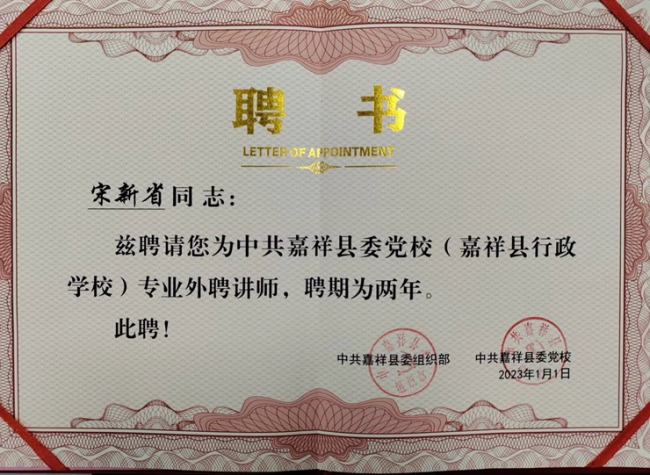 聘书
LETTER OF APPOINTMENT
宋新省同志：
兹聘请您为中共嘉祥县委党校（嘉祥县行政
学校）专业外聘讲师，聘期为两年。
此聘！
中共嘉祥县委组织部 中共嘉祥县委党校
2023年1月1日